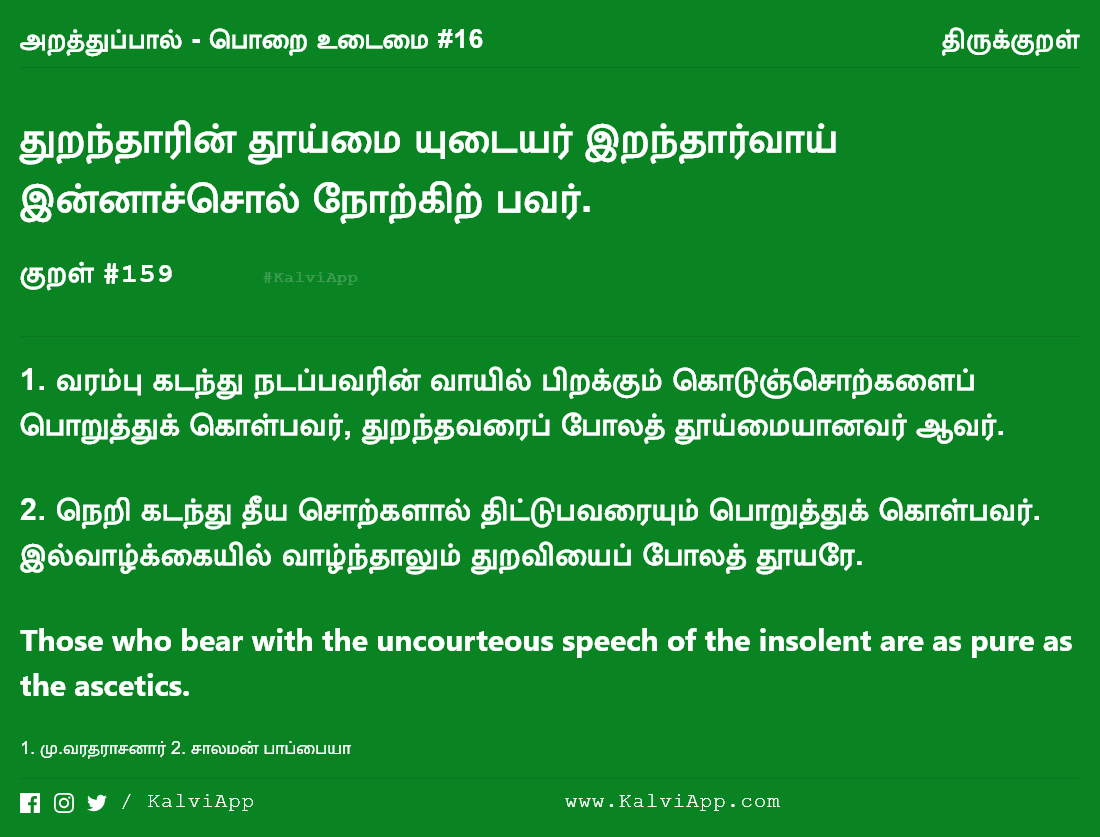 அறத்துப்பால் - பொறை உடைமை #16
திருக்குறள்
துறந்தாரின் தூய்மை யுடையர் இறந்தார்வாய்
இன்னாச்சொல் நோற்கிற் பவர்.
குறள் #159
#KalviApp
1. வரம்பு கடந்து நடப்பவரின் வாயில் பிறக்கும் கொடுஞ்சொற்களைப்
பொறுத்துக் கொள்பவர், துறந்தவரைப் போலத் தூய்மையானவர் ஆவர்.
2. நெறி கடந்து தீய சொற்களால் திட்டுபவரையும் பொறுத்துக் கொள்பவர்.
இல்வாழ்க்கையில் வாழ்ந்தாலும் துறவியைப் போலத் தூயரே.
Those who bear with the uncourteous speech of the insolent are as pure as
the ascetics.
1. மு.வரதராசனார் 2. சாலமன் பாப்பையா
/ KalviApp
www.KalviApp.com